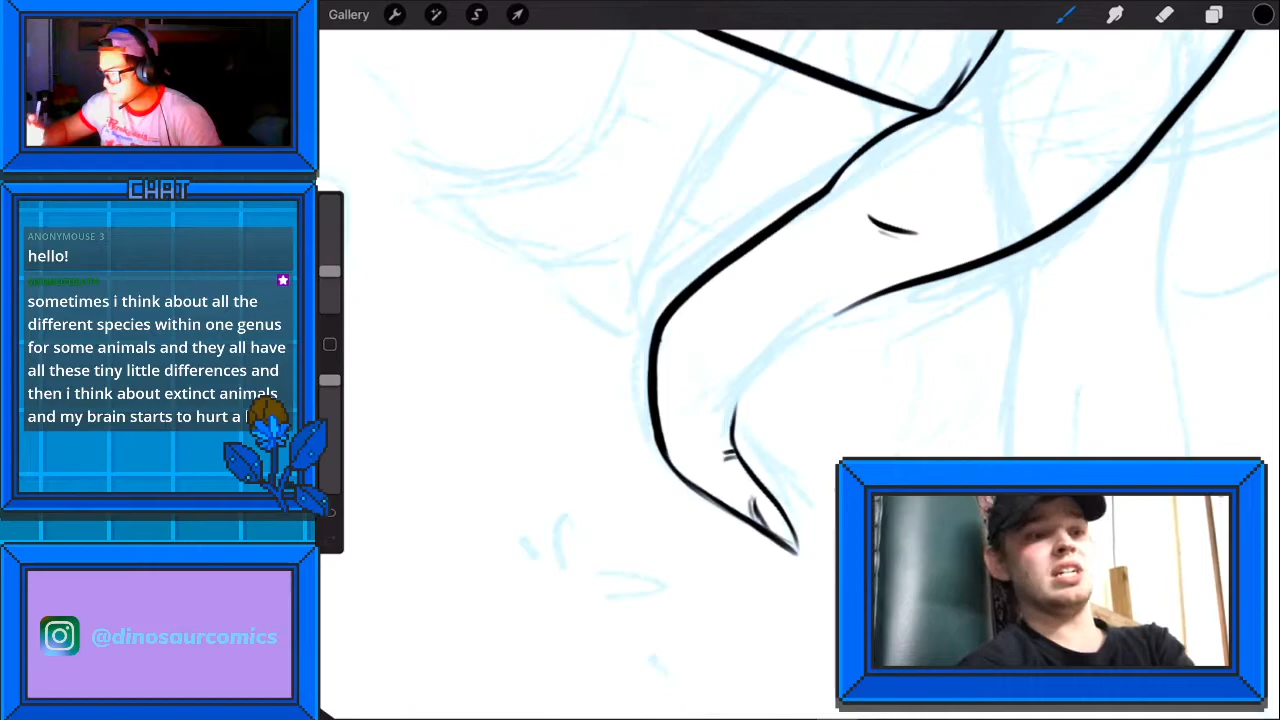 Gallery
CHAT
ANONYMOUSE 3
hello!
sometimes i think about all the
different species within one genus
for some animals and they all have
all these tiny little differences and
then i think about extinct animals
and my brain starts to hurt a
@dinosaurcomics